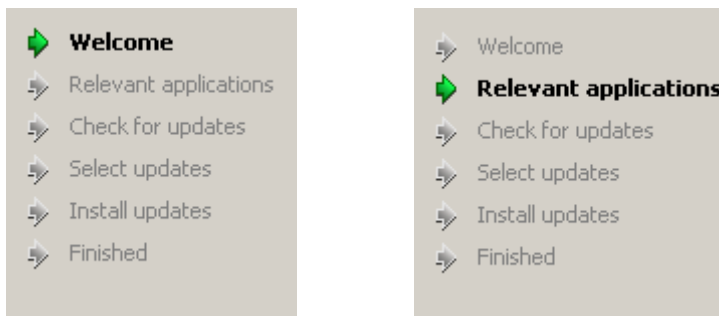 Welcome
Relevant applications
Check for updates
Select updates
Install updates
Finished
Welcome
Relevant applications
Check for updates
Select updates
Install updates
Finished